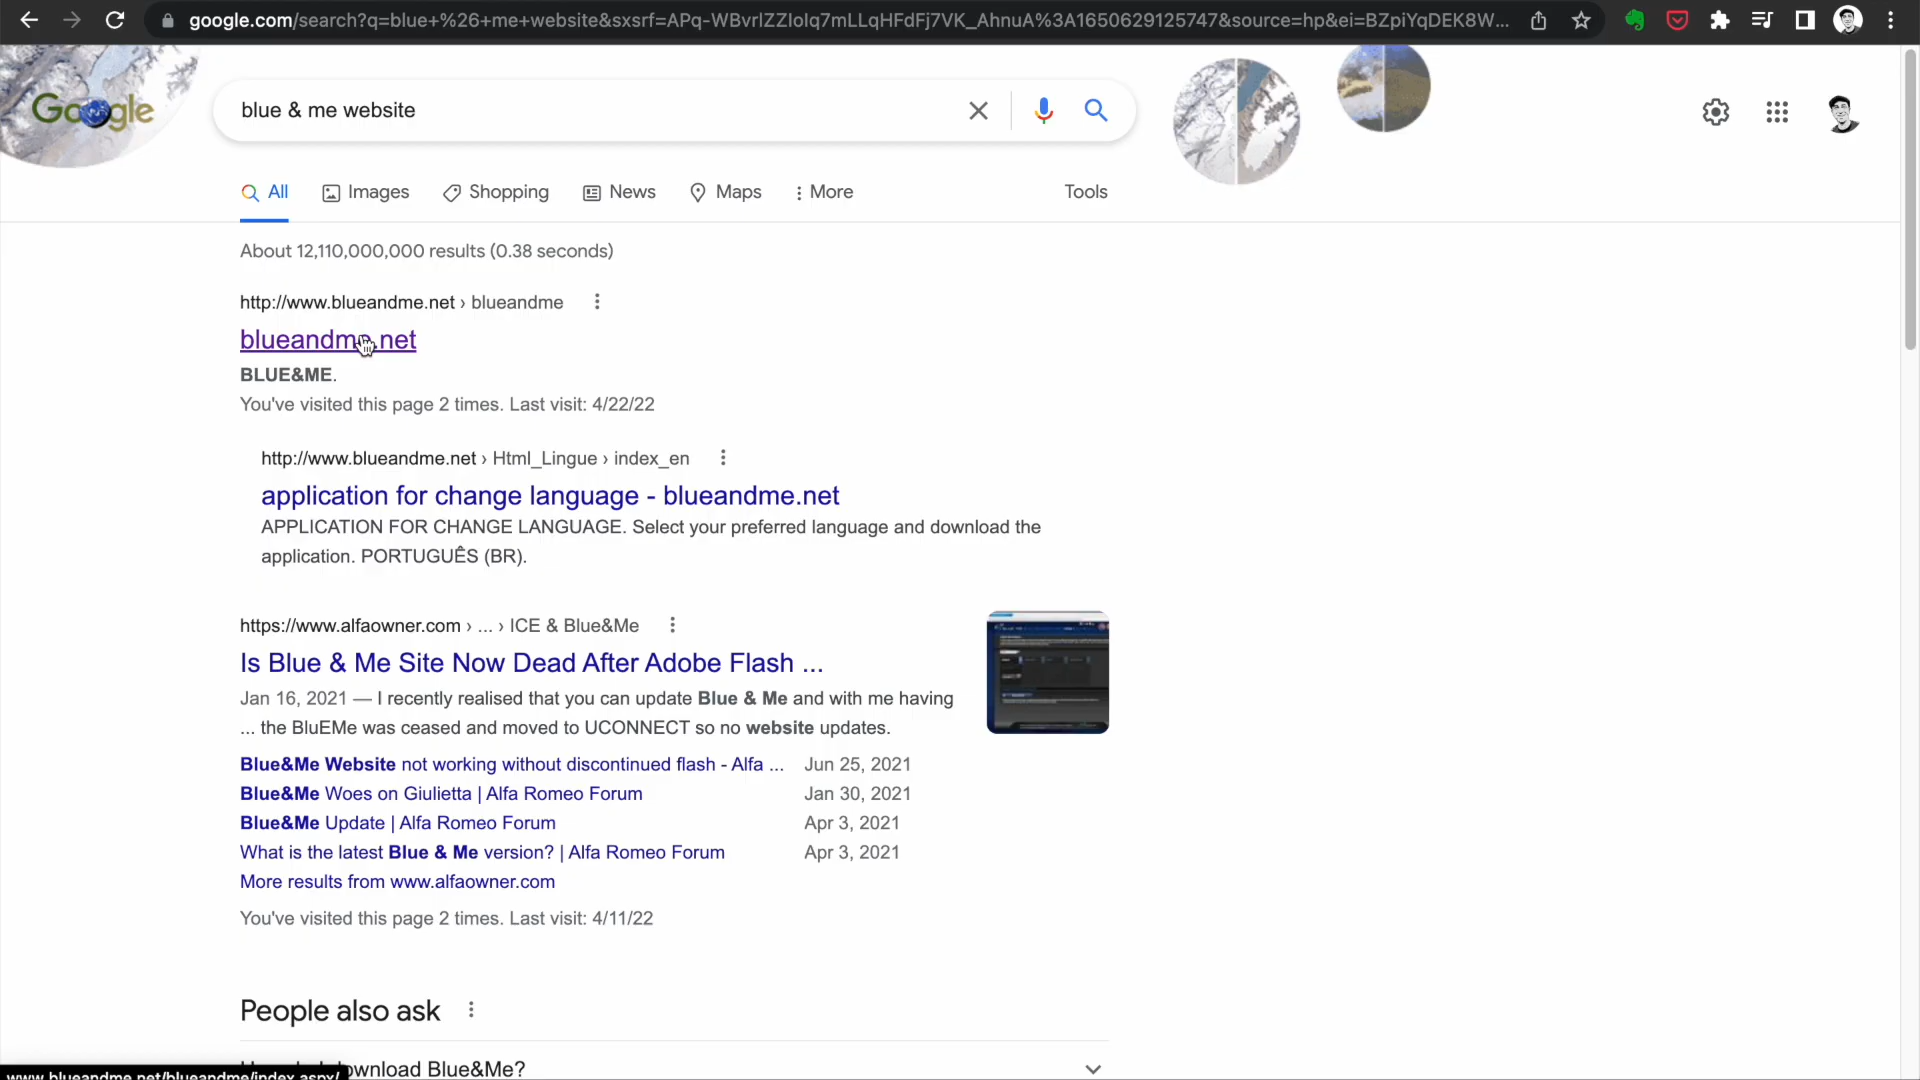 google.com/search?q=blue+%26+me+website&sxsrf=APq-WBvrlZZIolq7mLLqHFdFj7VK_AhnuA%3A1650629125747&source=hp&ei=BZpiYqDEK8W...
Google
blue & me website
All
Images
Shopping
News
Maps
More
Tools
About 12,110,000,000 results (0.38 seconds)
http://www.blueandme.net › blueandme
blueandme.net
BLUE&ME.
You've visited this page 2 times. Last visit: 4/22/22
http://www.blueandme.net › Html_Lingue › index_en
application for change language - blueandme.net
APPLICATION FOR CHANGE LANGUAGE. Select your preferred language and download the
application. PORTUGUÊS (BR).
https://www.alfaowner.com › ... › ICE & Blue&Me
Is Blue & Me Site Now Dead After Adobe Flash ...
Jan 16, 2021 — I recently realised that you can update Blue & Me and with me having
... the BluEMe was ceased and moved to UCONNECT so no website updates.
Blue&Me Website not working without discontinued flash - Alfa ... Jun 25, 2021
Blue&Me Woes on Giulietta | Alfa Romeo Forum Jan 30, 2021
Blue&Me Update | Alfa Romeo Forum Apr 3, 2021
What is the latest Blue & Me version? | Alfa Romeo Forum Apr 3, 2021
More results from www.alfaowner.com
You've visited this page 2 times. Last visit: 4/11/22
People also ask
download Blue&Me?
www.blueandme.net/blueandme/index.aspx/